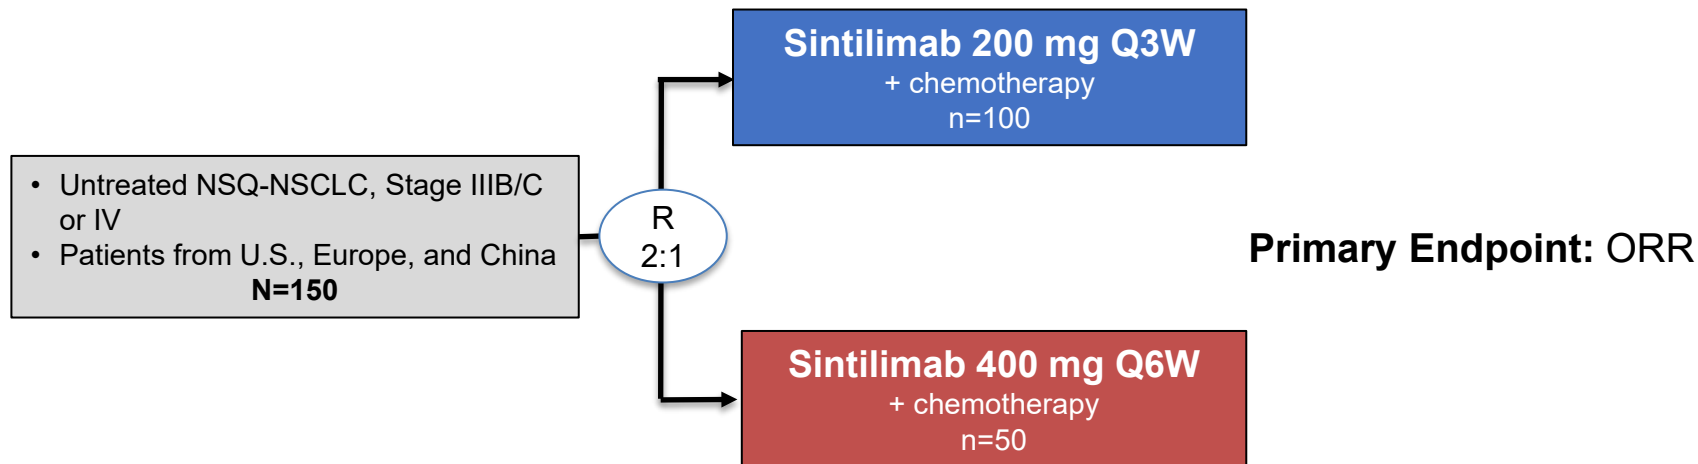 Sintilimab 200 mg Q3W
+ chemotherapy
n=100
• Untreated NSQ-NSCLC, Stage IIIB/C
or IV
• Patients from U.S., Europe, and China
N=150
R
2:1
Primary Endpoint: ORR
Sintilimab 400 mg Q6W
+ chemotherapy
n=50